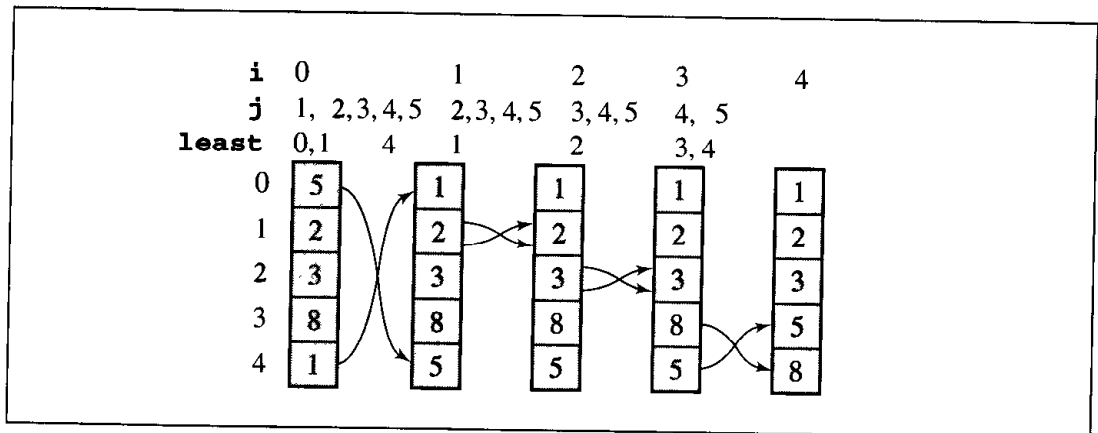 i 0 1 2 3 4
j 1, 2,3,4,5 2,3,4,5 3,4,5 4, 5
least 0,1 4 1 2 3,4
0 5 1 1 1 1
1 2 2 2 2 2
2 3 3 3 3 3
3 8 8 8 8 5
4 1 5 5 5 8